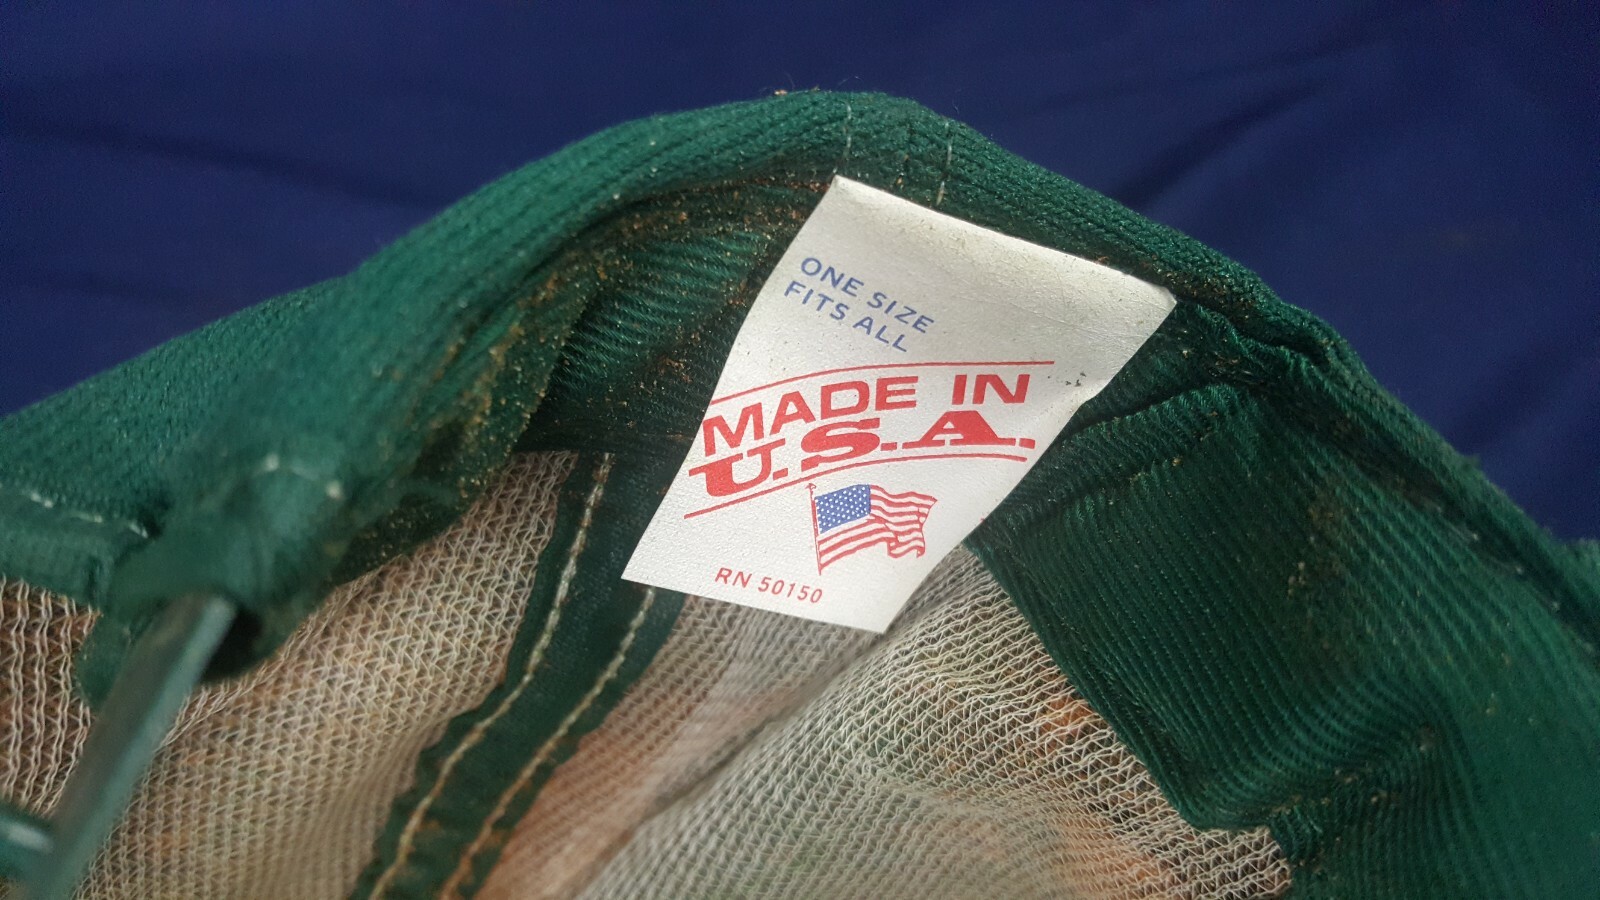 ONE SIZE
FITS ALL
MADE IN
U.S.A.
RN 50150